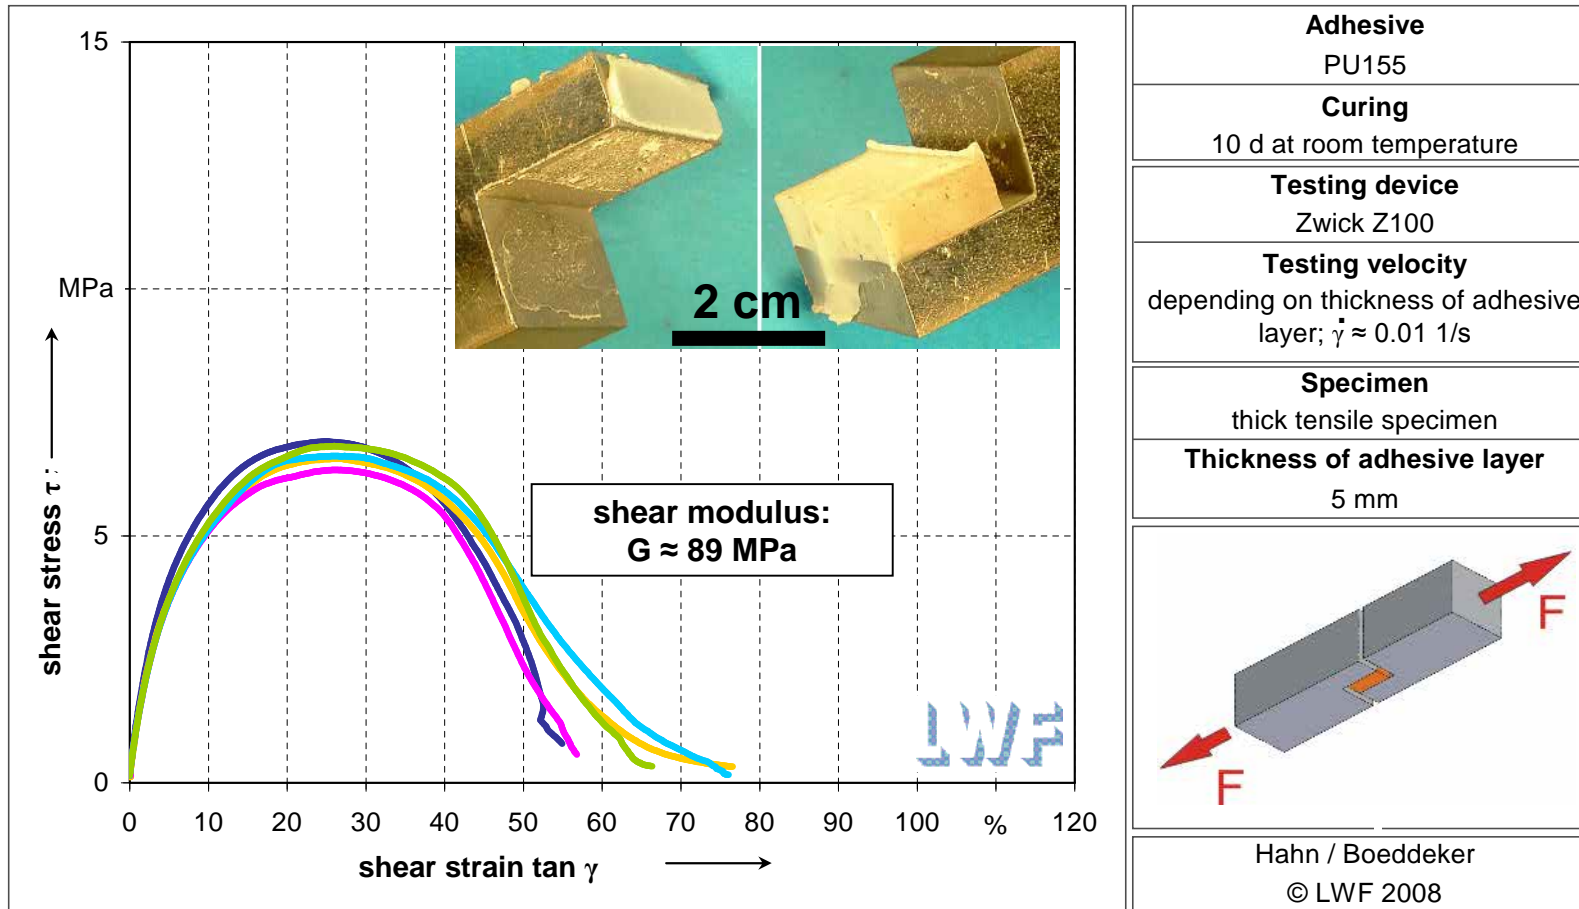 15
MPa
5
0
shear stress τ
0 10 20 30 40 50 60 70 80 90 100 % 120
shear strain tan γ
2 cm
shear modulus:
G ≈ 89 MPa
LWF
Adhesive
PU155
Curing
10 d at room temperature
Testing device
Zwick Z100
Testing velocity
depending on thickness of adhesive
layer; γ̇ ≈ 0.01 1/s
Specimen
thick tensile specimen
Thickness of adhesive layer
5 mm
F
F
Hahn / Boeddeker
© LWF 2008